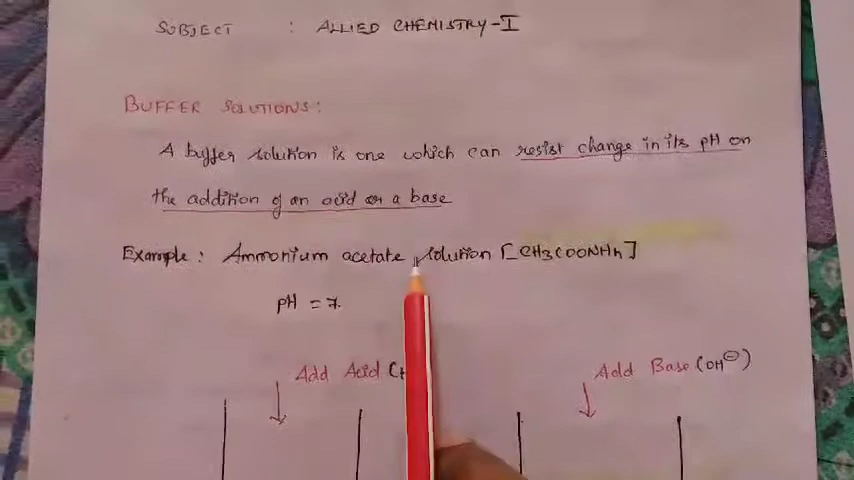 SUBJECT : ALLIED CHEMISTRY-I
BUFFER SOLUTIONS:
A buffer solution is one which can resist change in its pH on
the addition of an acid or a base
Example: Ammonium acetate solution [CH3COONH4]
pH = 7.
Add Acid (H
Add Base (OH⊖)